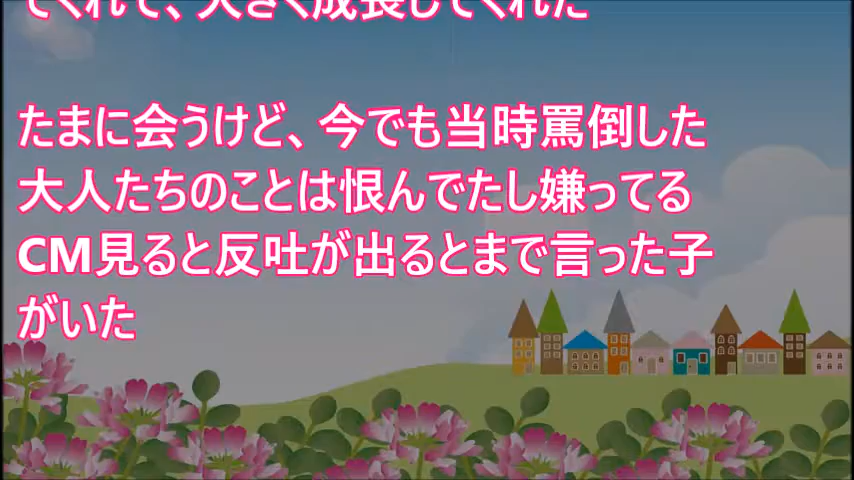 てくれて、大きく成長してくれた
たまに会うけど、今でも当時罵倒した
大人たちのことは恨んでたし嫌ってる
CM見ると反吐が出るとまで言った子
がいた